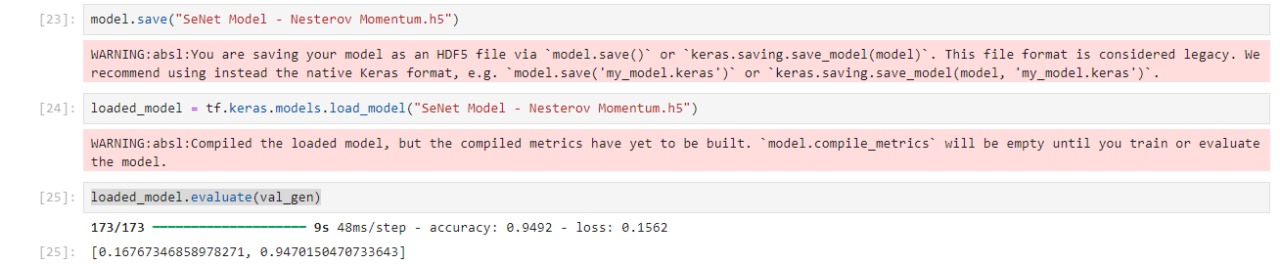 [23]: model.save("SeNet Model - Nesterov Momentum.h5")
WARNING:absl:You are saving your model as an HDF5 file via `model.save()` or `keras.saving.save_model(model)`. This file format is considered legacy. We
recommend using instead the native Keras format, e.g. `model.save('my_model.keras')` or `keras.saving.save_model(model, 'my_model.keras')`.
[24]: loaded_model = tf.keras.models.load_model("SeNet Model - Nesterov Momentum.h5")
WARNING:absl:Compiled the loaded model, but the compiled metrics have yet to be built. `model.compile_metrics` will be empty until you train or evaluate
the model.
[25]: loaded_model.evaluate(val_gen)
173/173 ━━━━━━━━━━━━━━━━━━━━ 9s 48ms/step - accuracy: 0.9492 - loss: 0.1562
[25]: [0.16767346858978271, 0.9470150470733643]